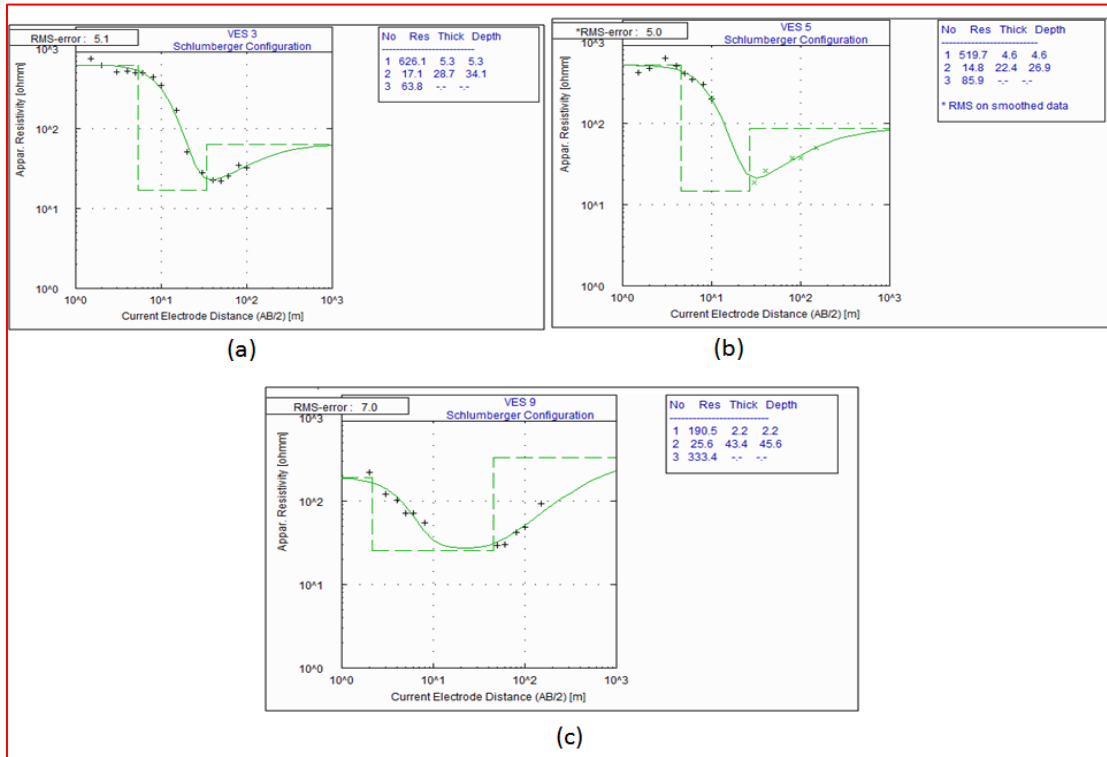 RMS-error : 5.1
VES 3
Schlumberger Configuration
Appar. Resistivity [ohmm]
10^3
10^2
10^1
10^0
10^0 10^1 10^2 10^3
Current Electrode Distance (AB/2) [m]
No Res Thick Depth
1 626.1 5.3 5.3
2 17.1 28.7 34.1
3 63.8 -.- -.-
(a)
*RMS-error : 5.0
VES 5
Schlumberger Configuration
Appar. Resistivity [ohmm]
10^3
10^2
10^1
10^0
10^0 10^1 10^2 10^3
Current Electrode Distance (AB/2) [m]
No Res Thick Depth
1 519.7 4.6 4.6
2 14.8 22.4 26.9
3 85.9 -.- -.-
* RMS on smoothed data
(b)
RMS-error : 7.0
VES 9
Schlumberger Configuration
Appar. Resistivity [ohmm]
10^3
10^2
10^1
10^0
10^0 10^1 10^2 10^3
Current Electrode Distance (AB/2) [m]
No Res Thick Depth
1 190.5 2.2 2.2
2 25.6 43.4 45.6
3 333.4 -.- -.-
(c)